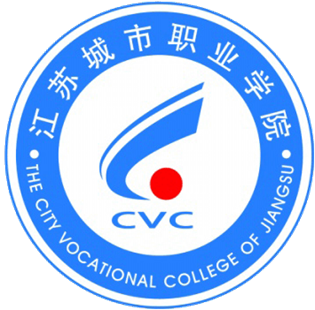 江苏城市职业学院
CVC
THE CITY VOCATIONAL COLLEGE OF JIANGSU